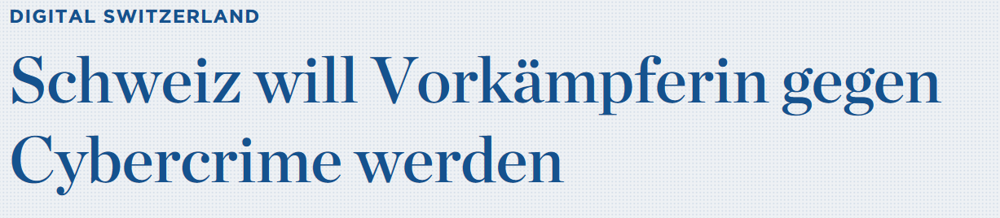 DIGITAL SWITZERLAND
Schweiz will Vorkämpferin gegen
Cybercrime werden